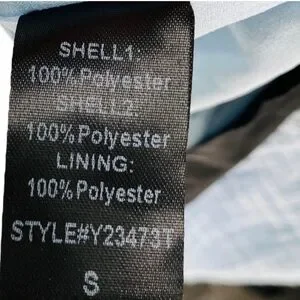 SHELL1:
100%Polyester
SHELL2:
100%Polyester
LINING:
100%Polyester
STYLE#Y23473T
S